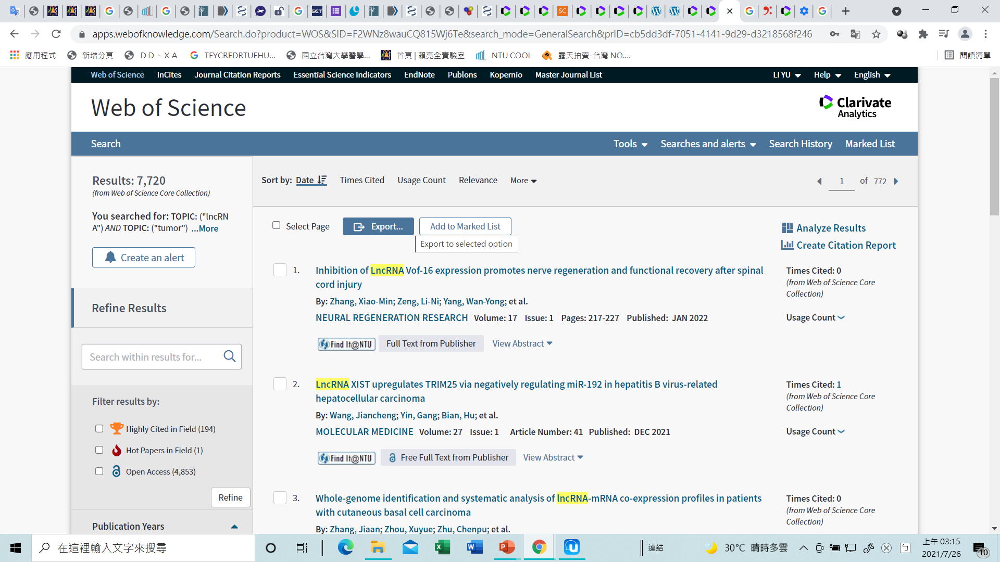 apps.webofknowledge.com/Search.do?product=WOS&SID=F2WNz8wauCQ815Wj6Te&search_mode=GeneralSearch&prID=cb5dd3df-7051-4141-9d29-d3218568f246
應用程式 新增分頁 D D、X A TEYCREDRTUEHU... 國立台灣大學醫學... 首頁 | 賴亮全實驗室 NTU COOL 露天拍賣-台灣 NO.... 閱讀清單
Web of Science InCites Journal Citation Reports Essential Science Indicators EndNote Publons Kopernio Master Journal List LI YU Help English
Web of Science
Clarivate
Analytics
Search Tools Searches and alerts Search History Marked List
Results: 7,720
(from Web of Science Core Collection)
You searched for: TOPIC: ("lncRN
A") AND TOPIC: ("tumor") ...More
Create an alert
Refine Results
Search within results for...
Filter results by:
Highly Cited in Field (194)
Hot Papers in Field (1)
Open Access (4,853)
Refine
Publication Years
Sort by: Date Times Cited Usage Count Relevance More
1 of 772
Select Page Export... Add to Marked List
Export to selected option
Analyze Results
Create Citation Report
1. Inhibition of LncRNA Vof-16 expression promotes nerve regeneration and functional recovery after spinal
cord injury
By: Zhang, Xiao-Min; Zeng, Li-Ni; Yang, Wan-Yong; et al.
NEURAL REGENERATION RESEARCH Volume: 17 Issue: 1 Pages: 217-227 Published: JAN 2022
Find It@NTU Full Text from Publisher View Abstract
Times Cited: 0
(from Web of Science Core
Collection)
Usage Count
2. LncRNA XIST upregulates TRIM25 via negatively regulating miR-192 in hepatitis B virus-related
hepatocellular carcinoma
By: Wang, Jiancheng; Yin, Gang; Bian, Hu; et al.
MOLECULAR MEDICINE Volume: 27 Issue: 1 Article Number: 41 Published: DEC 2021
Find It@NTU Free Full Text from Publisher View Abstract
Times Cited: 1
(from Web of Science Core
Collection)
Usage Count
3. Whole-genome identification and systematic analysis of lncRNA-mRNA co-expression profiles in patients
with cutaneous basal cell carcinoma
By: Zhang, Jiaan; Zhou, Xuyue; Zhu, Chenpu; et al.
Times Cited: 0
(from Web of Science Core
Collection)
在這裡輸入文字來搜尋
連結
30°C 晴時多雲
上午 03:15
2021/7/26
10